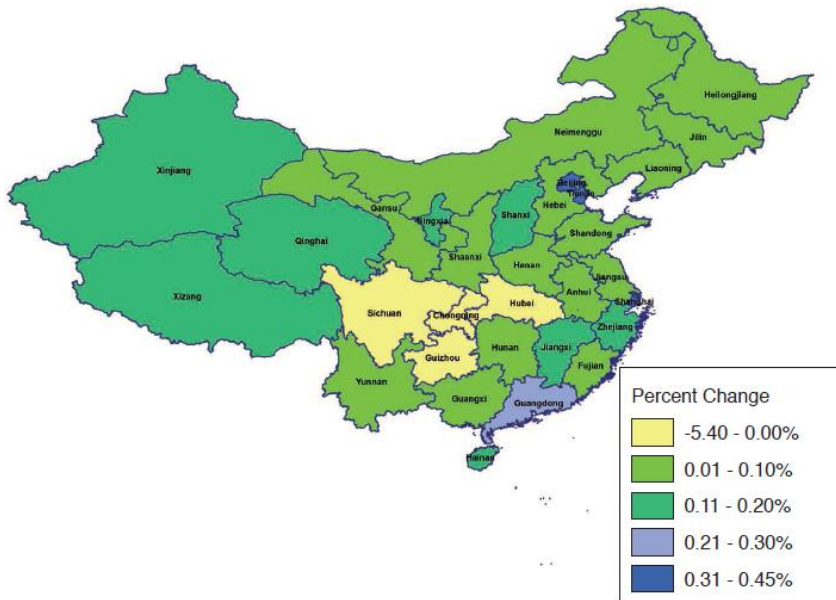 Heilongjiang
Neimenggu
Jilin
Xinjiang
Liaoning
Beijing
Tianjin
Gansu
Hebei
Ningxia
Shanxi
Qinghai
Shandong
Shaanxi
Henan
Jiangsu
Xizang
Anhui
Shanghai
Hubei
Sichuan
Chongqing
Zhejiang
Hunan
Jiangxi
Guizhou
Fujian
Yunnan
Guangxi
Guangdong
Hainan
Percent Change
-5.40 - 0.00%
0.01 - 0.10%
0.11 - 0.20%
0.21 - 0.30%
0.31 - 0.45%